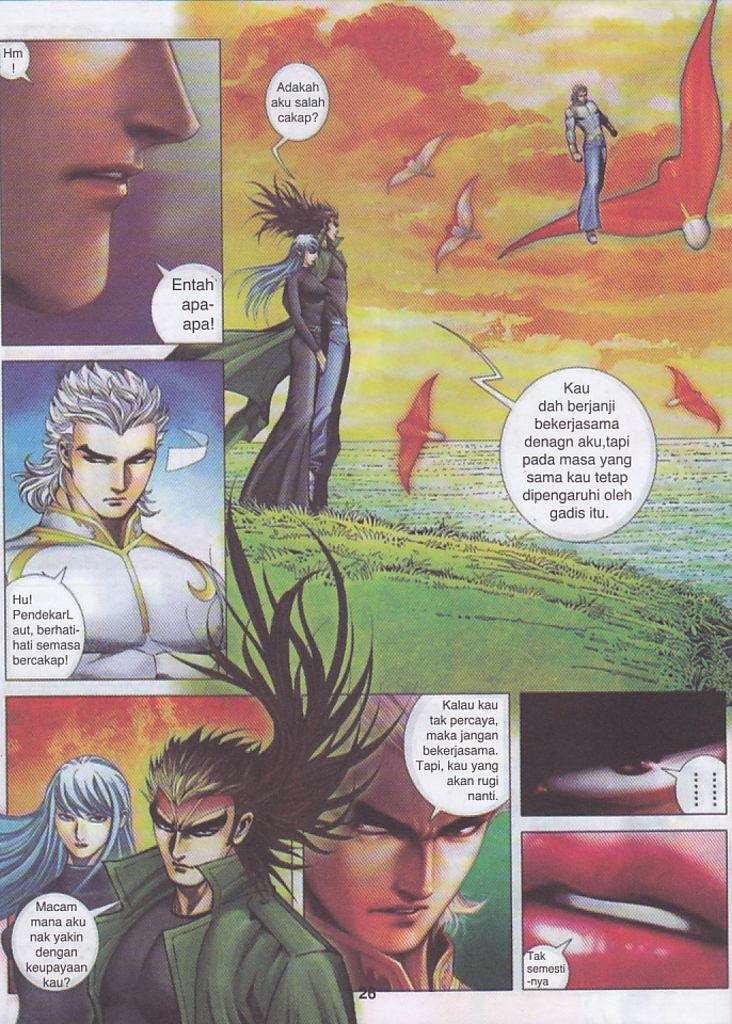 Hm
!
Entah
apa-
apa!
Adakah
aku salah
cakap?
Kau
dah berjanji
bekerjasama
denagn aku,tapi
pada masa yang
sama kau tetap
dipengaruhi oleh
gadis itu.
Hu!
PendekarL
aut, berhati-
hati semasa
bercakap!
Macam
mana aku
nak yakin
dengan
keupayaan
kau?
Kalau kau
tak percaya,
maka jangan
bekerjasama.
Tapi, kau yang
akan rugi
nanti.
Tak
semesti
-nya
26